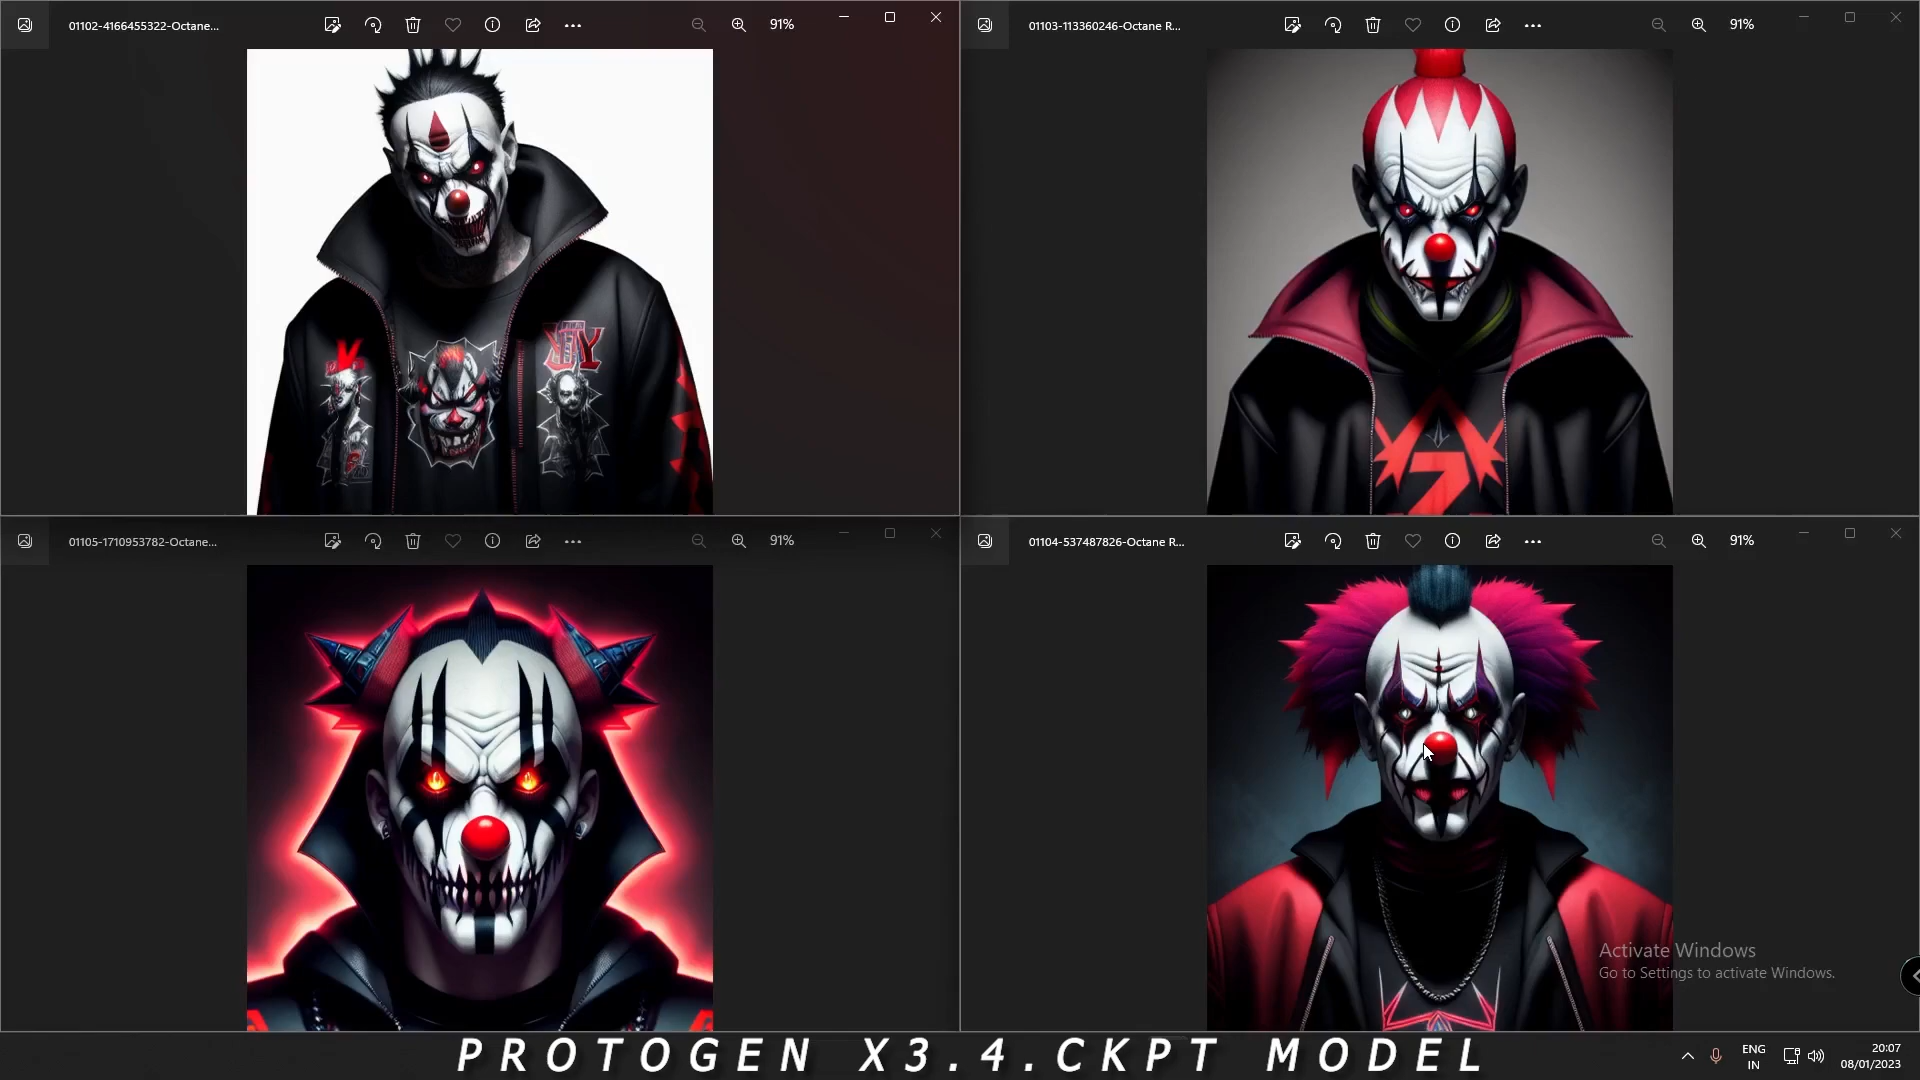 01102-4166455322-Octane...
91%
01103-113360246-Octane R...
91%
01105-1710953782-Octane...
91%
01104-537487826-Octane R...
91%
Activate Windows
Go to Settings to activate Windows.
PROTOGEN X3.4.CKPT MODEL
ENG
IN
20:07
08/01/2023